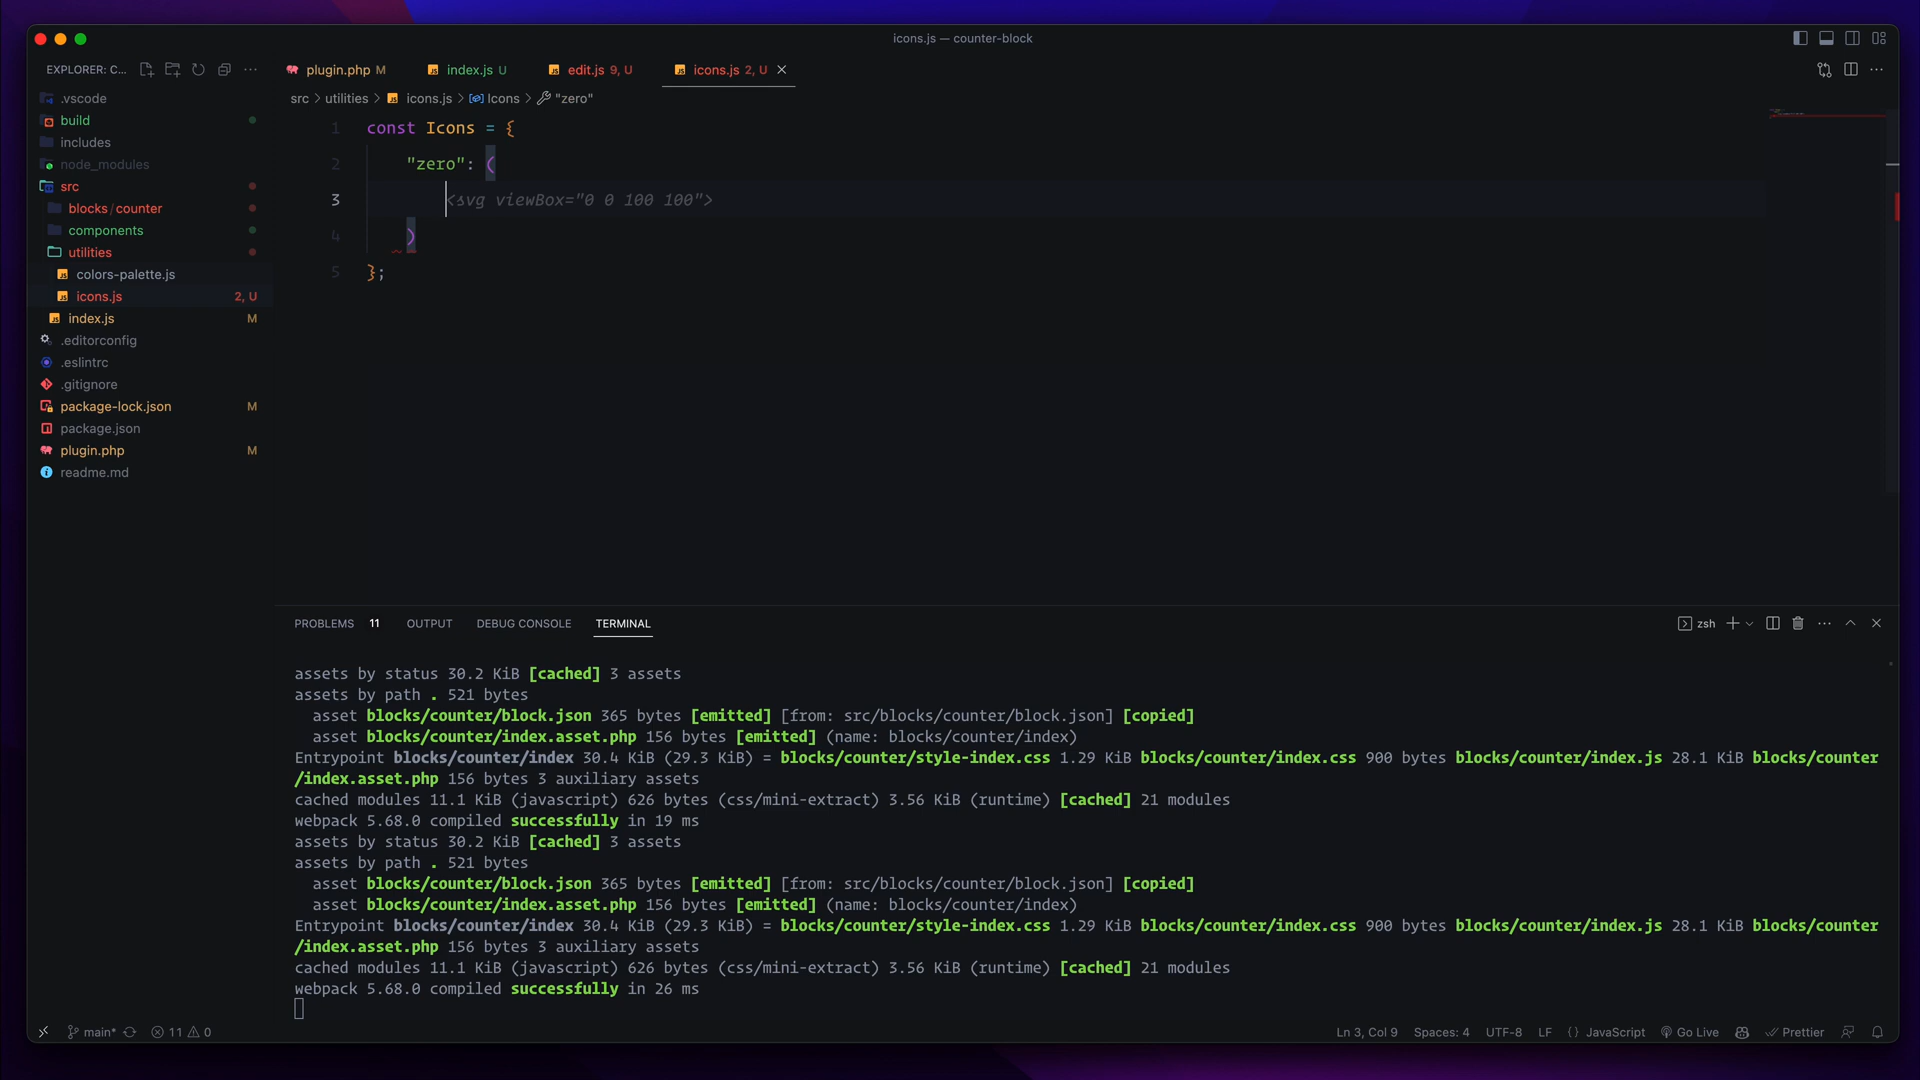 icons.js — counter-block
EXPLORER: C...
plugin.php M
index.js U
edit.js 9, U
icons.js 2, U
src > utilities > icons.js > Icons > "zero"
.vscode
build
includes
node_modules
src
blocks / counter
components
utilities
colors-palette.js
icons.js 2, U
index.js M
.editorconfig
.eslintrc
.gitignore
package-lock.json M
package.json
plugin.php M
readme.md
1 const Icons = {
2 "zero": (
3 <svg viewBox="0 0 100 100">
4 )
5 };
PROBLEMS 11 OUTPUT DEBUG CONSOLE TERMINAL
zsh
assets by status 30.2 KiB [cached] 3 assets
assets by path . 521 bytes
asset blocks/counter/block.json 365 bytes [emitted] [from: src/blocks/counter/block.json] [copied]
asset blocks/counter/index.asset.php 156 bytes [emitted] (name: blocks/counter/index)
Entrypoint blocks/counter/index 30.4 KiB (29.3 KiB) = blocks/counter/style-index.css 1.29 KiB blocks/counter/index.css 900 bytes blocks/counter/index.js 28.1 KiB blocks/counter
/index.asset.php 156 bytes 3 auxiliary assets
cached modules 11.1 KiB (javascript) 626 bytes (css/mini-extract) 3.56 KiB (runtime) [cached] 21 modules
webpack 5.68.0 compiled successfully in 19 ms
assets by status 30.2 KiB [cached] 3 assets
assets by path . 521 bytes
asset blocks/counter/block.json 365 bytes [emitted] [from: src/blocks/counter/block.json] [copied]
asset blocks/counter/index.asset.php 156 bytes [emitted] (name: blocks/counter/index)
Entrypoint blocks/counter/index 30.4 KiB (29.3 KiB) = blocks/counter/style-index.css 1.29 KiB blocks/counter/index.css 900 bytes blocks/counter/index.js 28.1 KiB blocks/counter
/index.asset.php 156 bytes 3 auxiliary assets
cached modules 11.1 KiB (javascript) 626 bytes (css/mini-extract) 3.56 KiB (runtime) [cached] 21 modules
webpack 5.68.0 compiled successfully in 26 ms
main* 11 0
Ln 3, Col 9 Spaces: 4 UTF-8 LF {} JavaScript Go Live Prettier